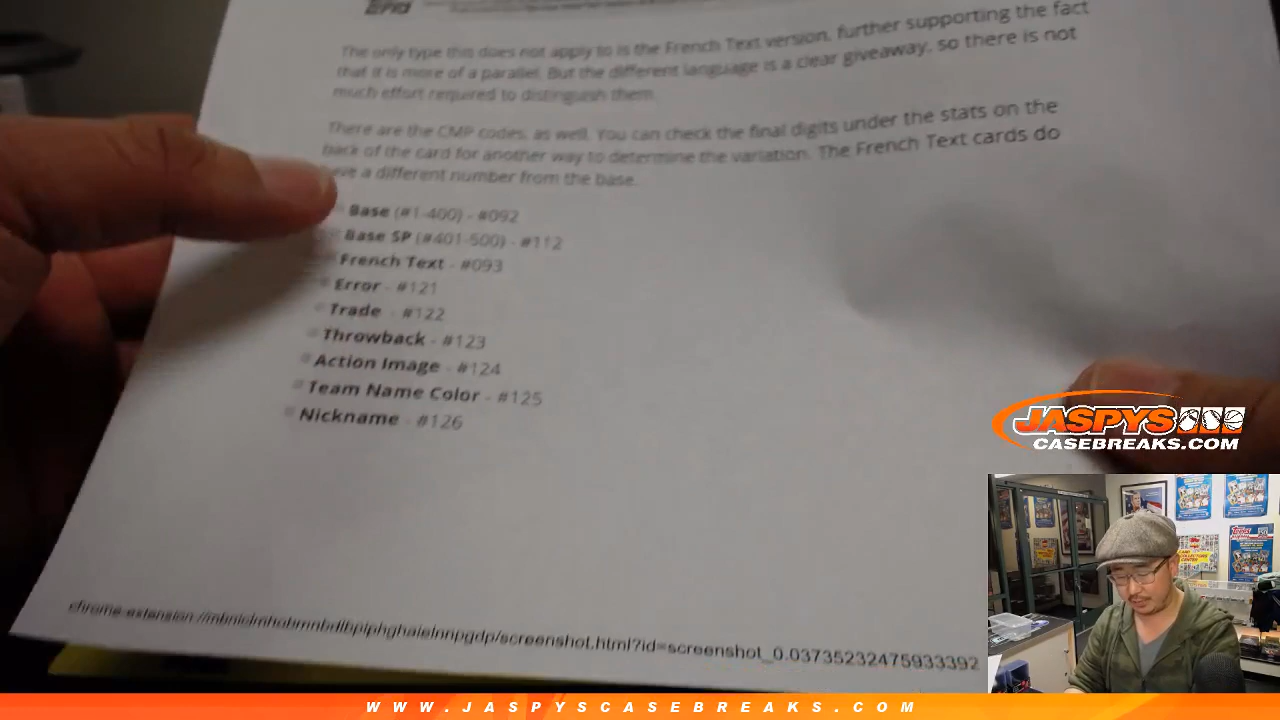 The only type this does not apply to is the French Text version, further supporting the fact
that it is more of a parallel. But the different language is a clear giveaway, so there is not
much effort required to distinguish them.
There are the CMP codes, as well. You can check the final digits under the stats on the
back of the card for another way to determine the variation. The French Text cards do
have a different number from the base.
Base (#1-400) - #092
Base SP (#401-500) - #112
French Text - #093
Error - #121
Trade - #122
Throwback - #123
Action Image - #124
Team Name Color - #125
Nickname - #126
JASPYS
CASEBREAKS.COM
screenshot.html?id=screenshot_0.03735232475933392
WWW.JASPYSCASEBREAKS.COM